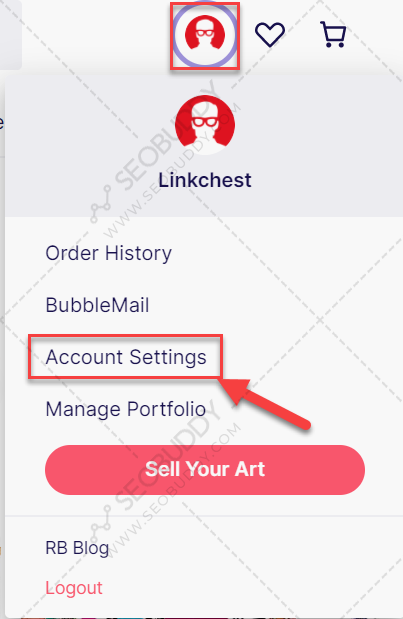 Linkchest
Order History
BubbleMail
Account Settings
Manage Portfolio
Sell Your Art
RB Blog
Logout
SEOBUDDY
WWW.SEOBUDDY.COM
SEOBUDDY
WWW.SEOBUDDY.COM